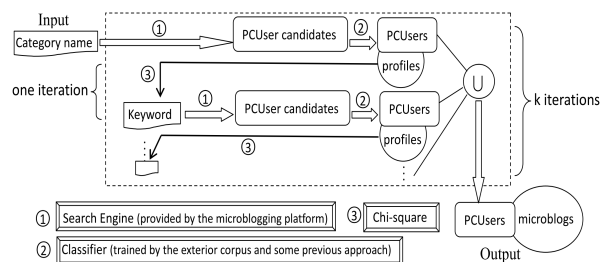 Input
Category name
①
PCUser candidates
②
PCUsers
profiles
③
one iteration
Keyword
①
PCUser candidates
②
PCUsers
profiles
③
U
k iterations
① Search Engine (provided by the microblogging platform)
③ Chi-square
② Classifier (trained by the exterior corpus and some previous approach)
PCUsers
microblogs
Output